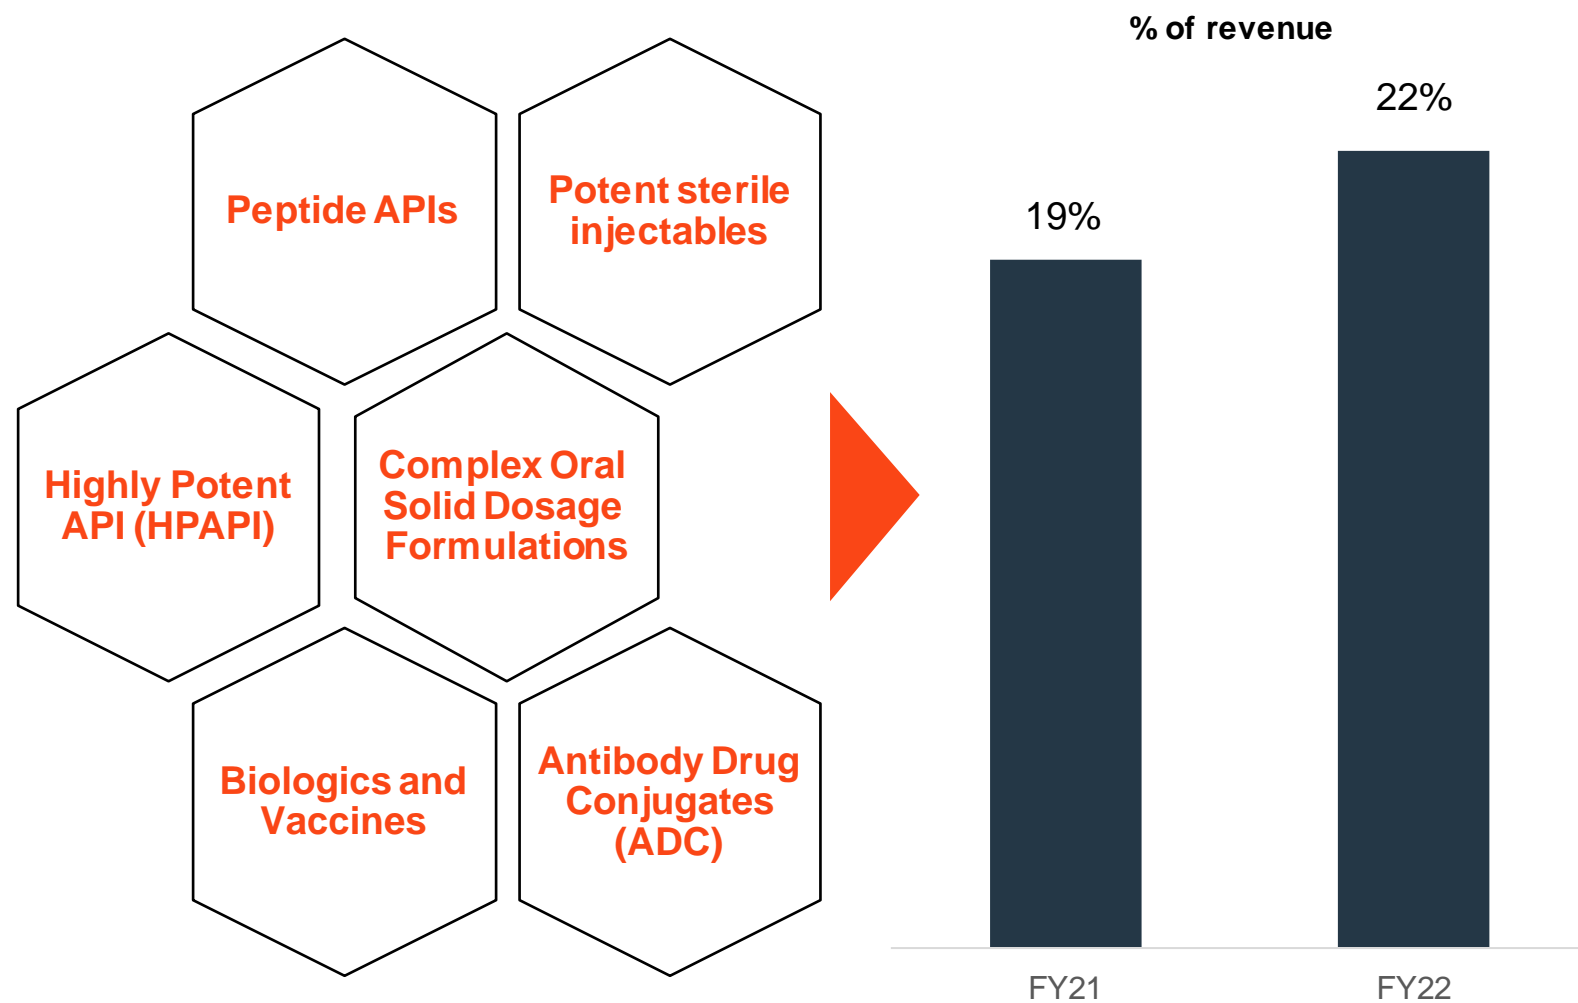 Peptide APIs
Potent sterile
injectables
Highly Potent
API (HPAPI)
Complex Oral
Solid Dosage
Formulations
Biologics and
Vaccines
Antibody Drug
Conjugates
(ADC)
% of revenue
19%
22%
FY21
FY22